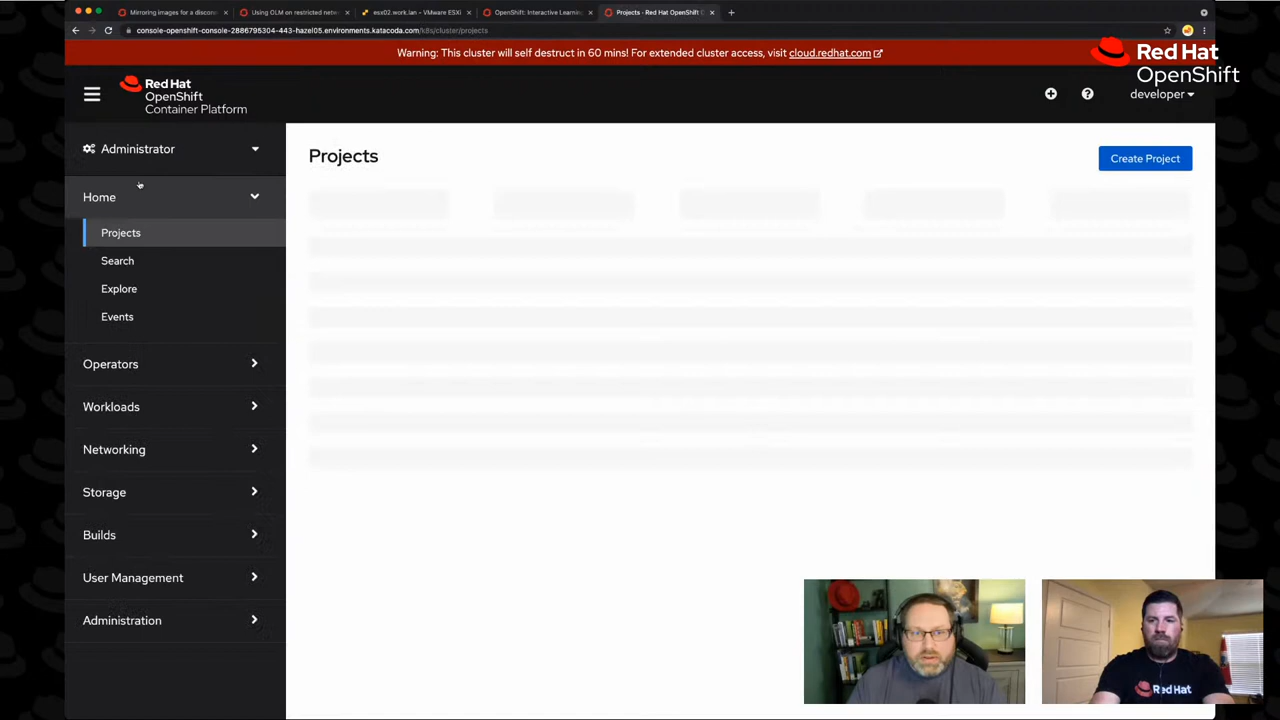 Mirroring images for a discon
Using OLM on restricted netw
esx02.work.lan - VMware ESXi
OpenShift: Interactive Learnin
Projects - Red Hat OpenShift C
console-openshift-console-2886795304-443-hazel05.environments.katacoda.com/k8s/cluster/projects
Warning: This cluster will self destruct in 60 mins! For extended cluster access, visit cloud.redhat.com
Red Hat
OpenShift
Red Hat
OpenShift
Container Platform
developer
Administrator
Home
Projects
Search
Explore
Events
Operators
Workloads
Networking
Storage
Builds
User Management
Administration
Projects
Create Project
Red Hat